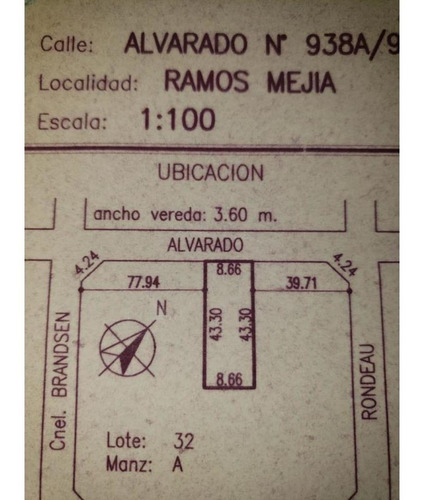 Calle: ALVARADO Nº 938A/9
Localidad: RAMOS MEJIA
Escala: 1:100
UBICACION
ancho vereda: 3.60 m.
ALVARADO
4.24
4.24
8.66
77.94
39.71
43.30
43.30
N
8.66
Cnel. BRANDSEN
RONDEAU
Lote: 32
Manz: A